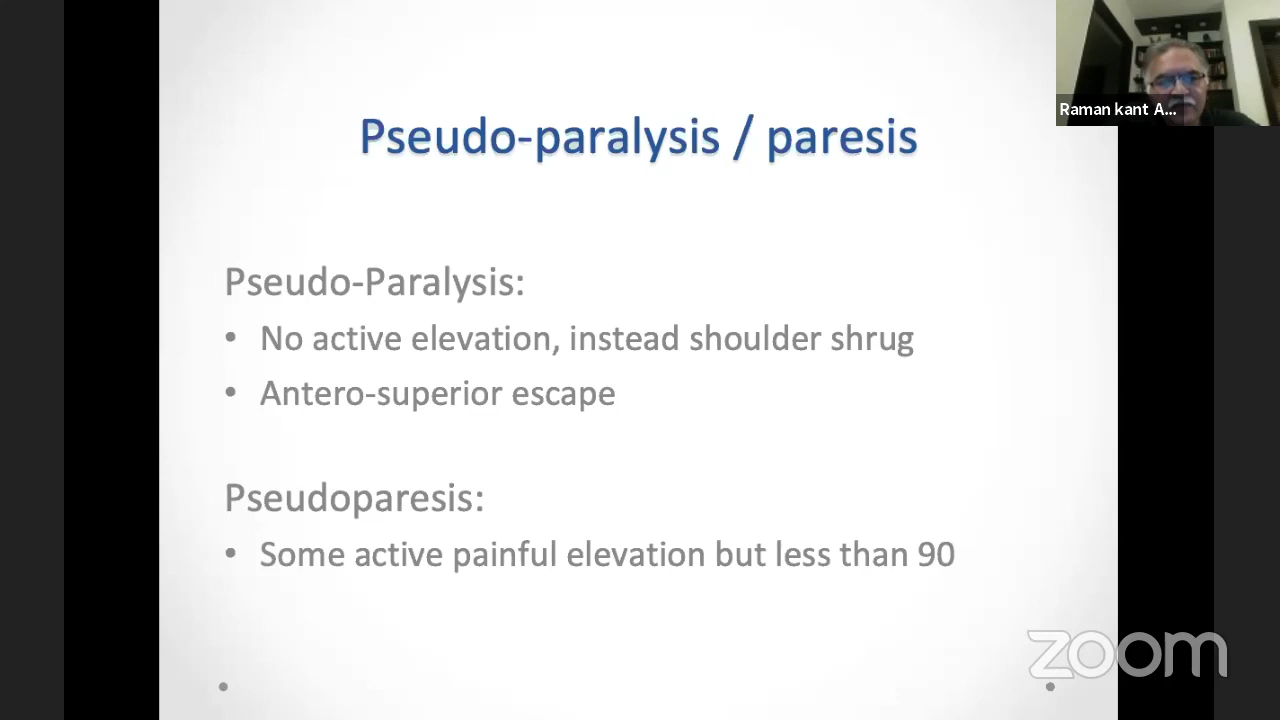 Raman kant A...
Pseudo-paralysis / paresis
Pseudo-Paralysis:
• No active elevation, instead shoulder shrug
• Antero-superior escape
Pseudoparesis:
• Some active painful elevation but less than 90
zoom